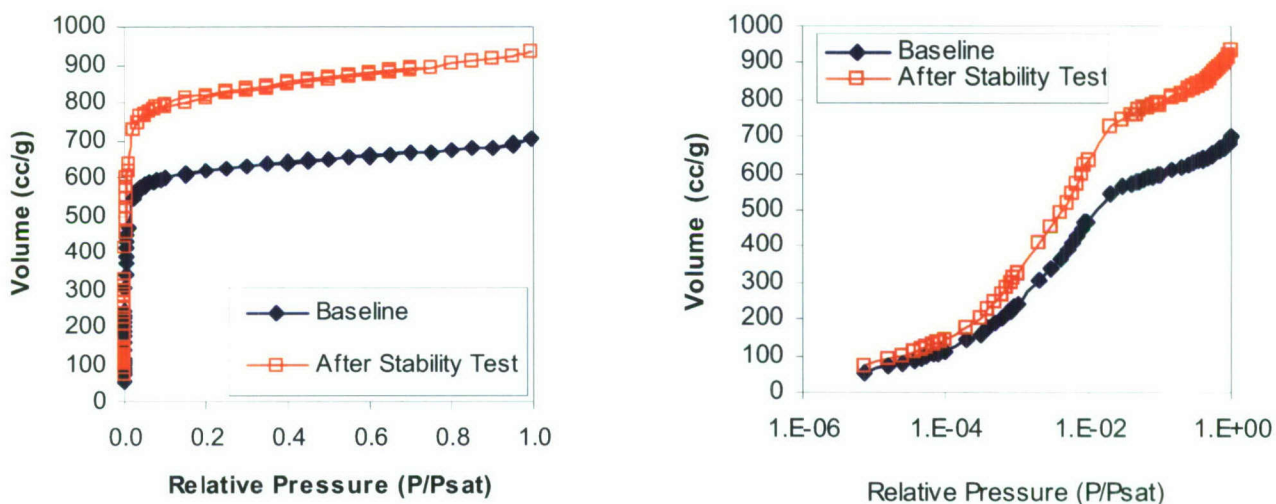 1000
900
800
700
600
500
400
300
200
100
0
Volume (cc/g)
Baseline
After Stability Test
0.0 0.2 0.4 0.6 0.8 1.0
Relative Pressure (P/Psat)
1000
900
800
700
600
500
400
300
200
100
0
Volume (cc/g)
Baseline
After Stability Test
1.E-06 1.E-04 1.E-02 1.E+00
Relative Pressure (P/Psat)